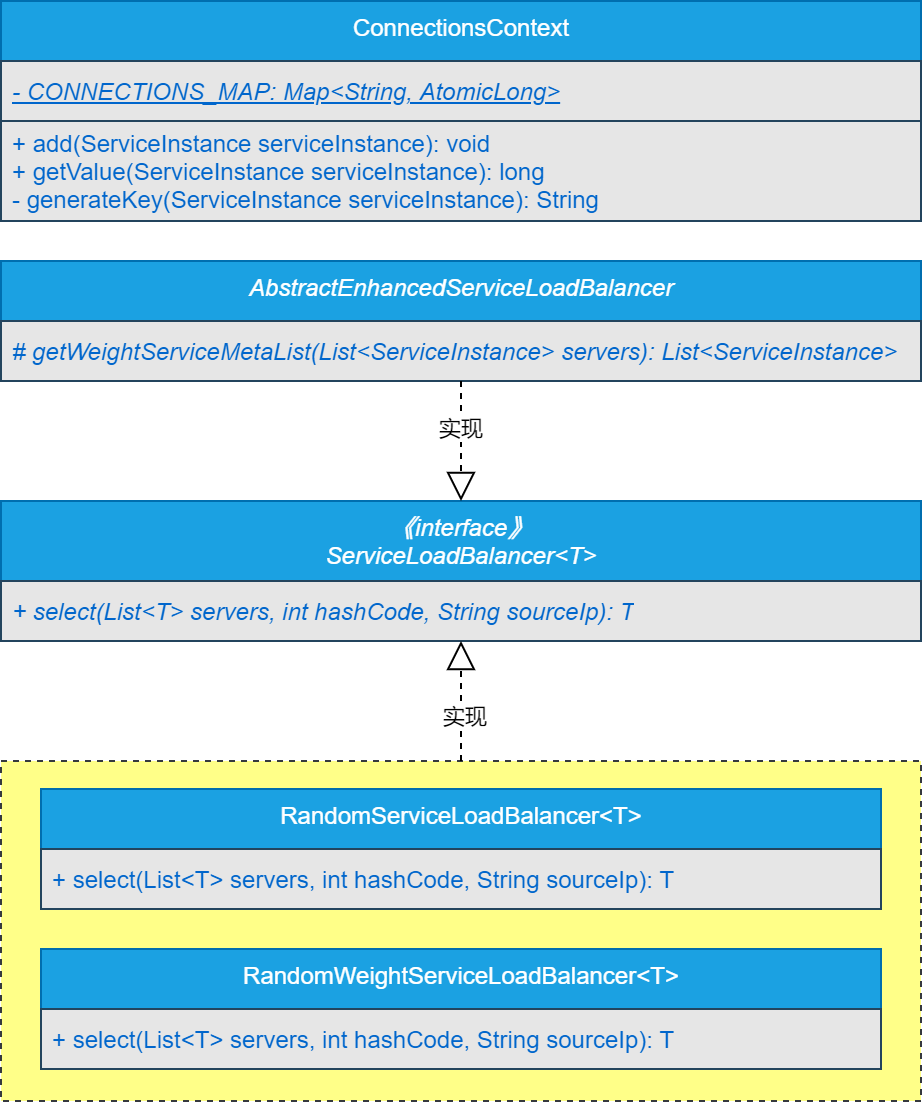 ConnectionsContext
- CONNECTIONS_MAP: Map<String, AtomicLong>
+ add(ServiceInstance serviceInstance): void
+ getValue(ServiceInstance serviceInstance): long
- generateKey(ServiceInstance serviceInstance): String
AbstractEnhancedServiceLoadBalancer
# getWeightServiceMetaList(List<ServiceInstance> servers): List<ServiceInstance>
实现
《interface》
ServiceLoadBalancer<T>
+ select(List<T> servers, int hashCode, String sourceIp): T
实现
RandomServiceLoadBalancer<T>
+ select(List<T> servers, int hashCode, String sourceIp): T
RandomWeightServiceLoadBalancer<T>
+ select(List<T> servers, int hashCode, String sourceIp): T